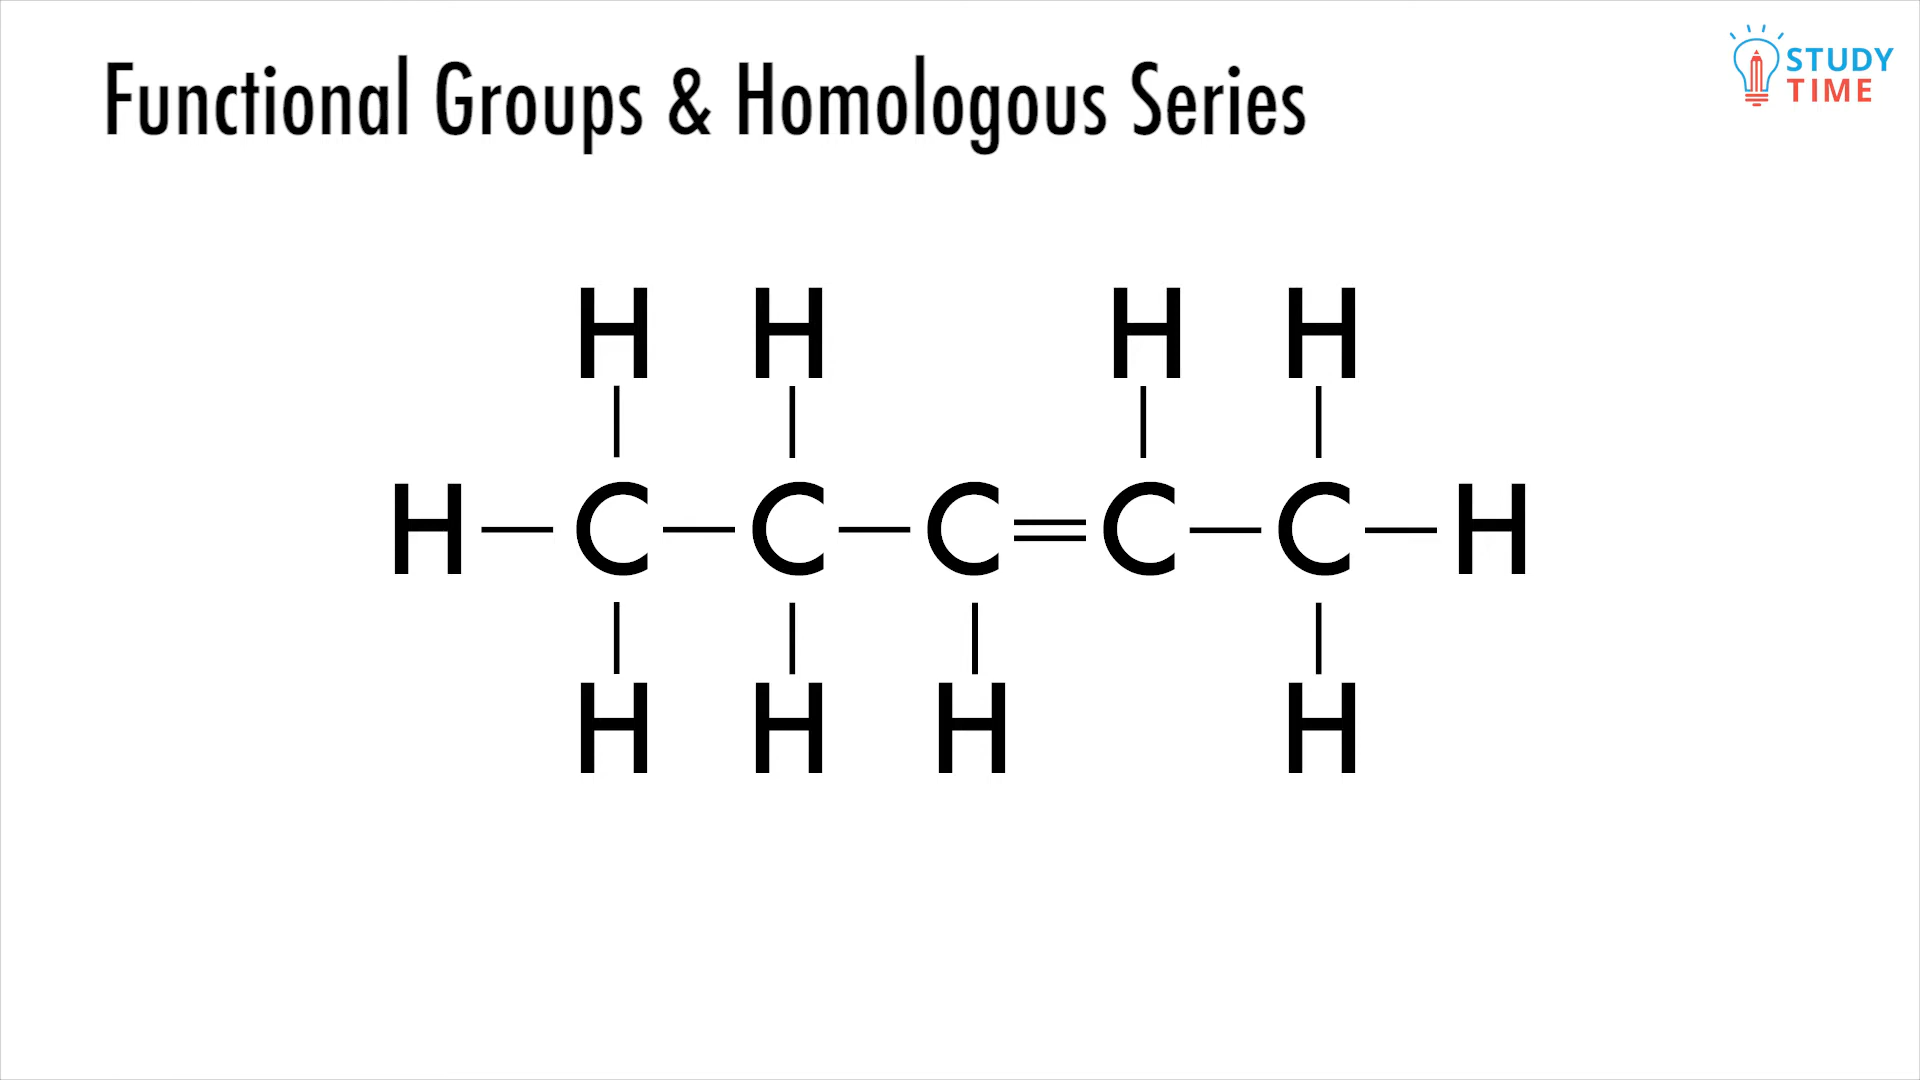 Functional Groups & Homologous Series
STUDY
TIME
H H H H
H C C C C C H
H H H H